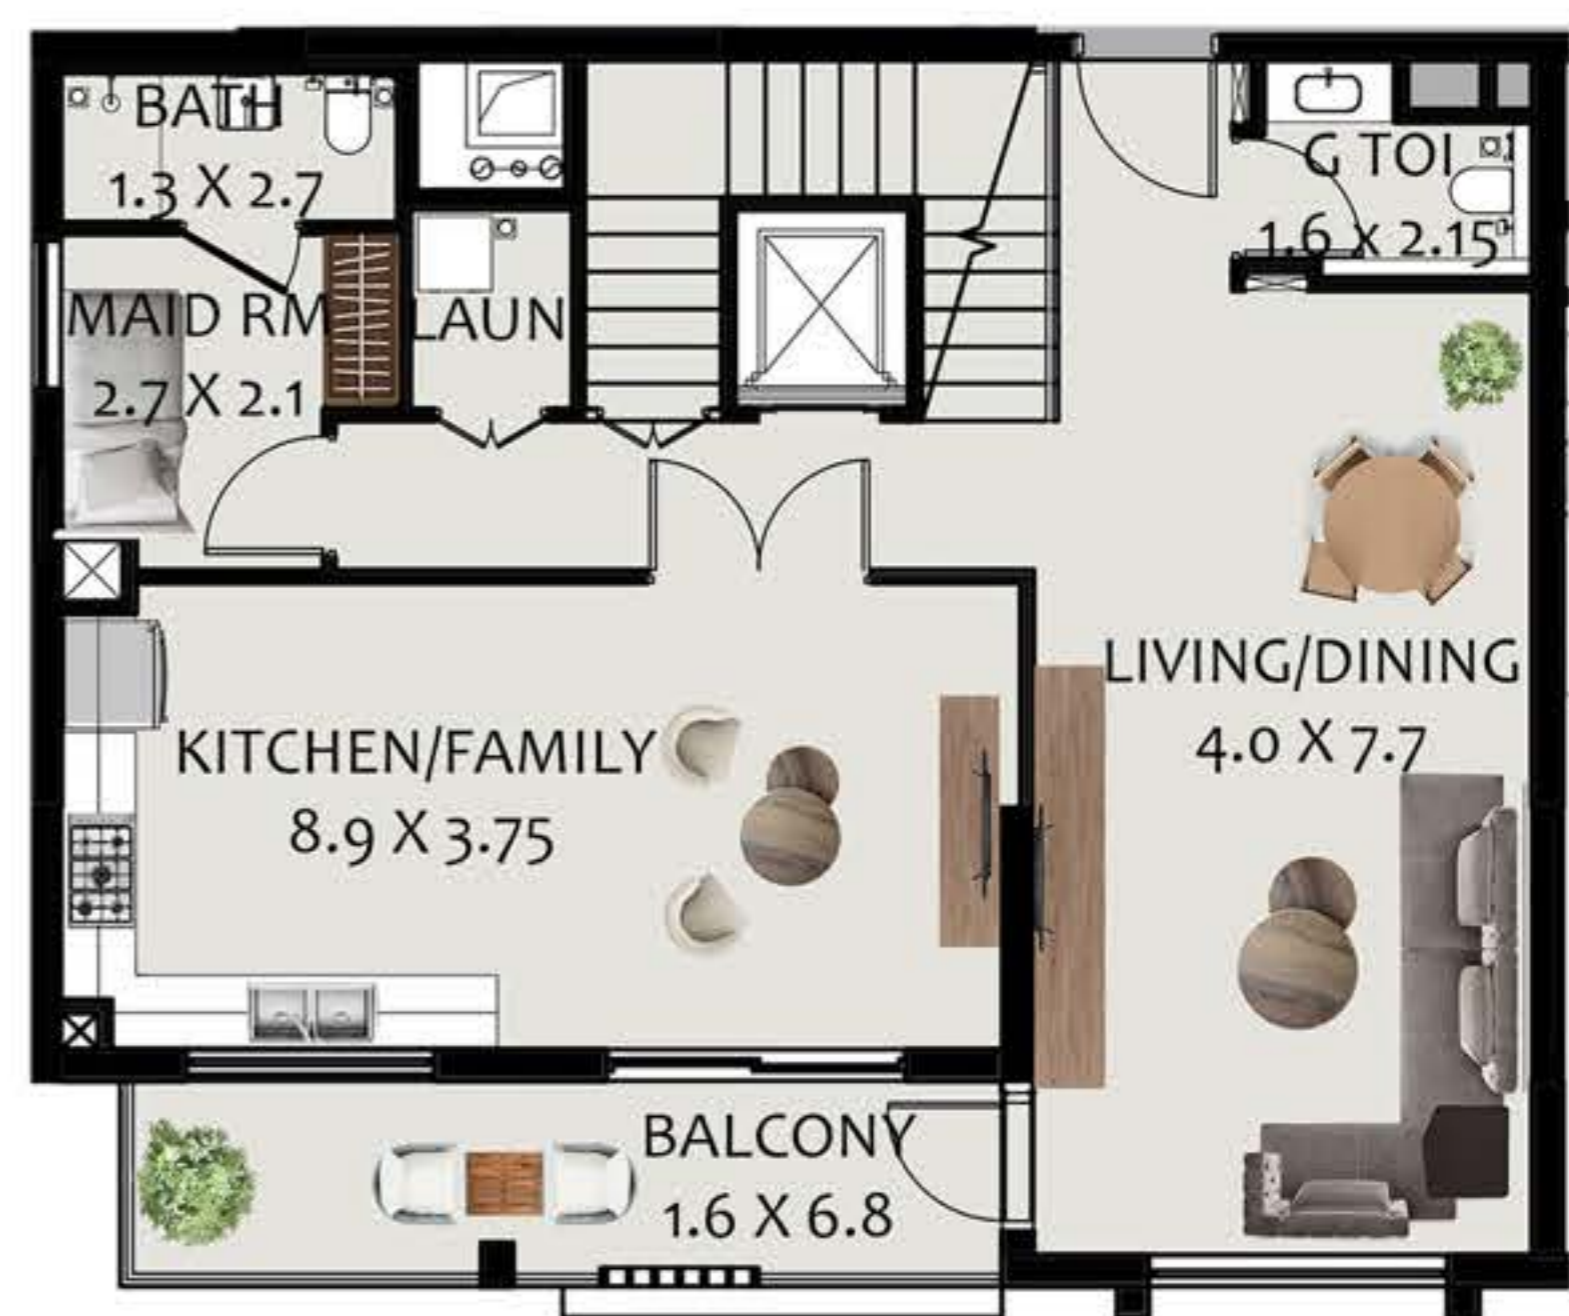 BATH
1.3 X 2.7
G TOI
1.6 X 2.15
MAID RM
2.7 X 2.1
LAUN
LIVING/DINING
4.0 X 7.7
KITCHEN/FAMILY
8.9 X 3.75
BALCONY
1.6 X 6.8